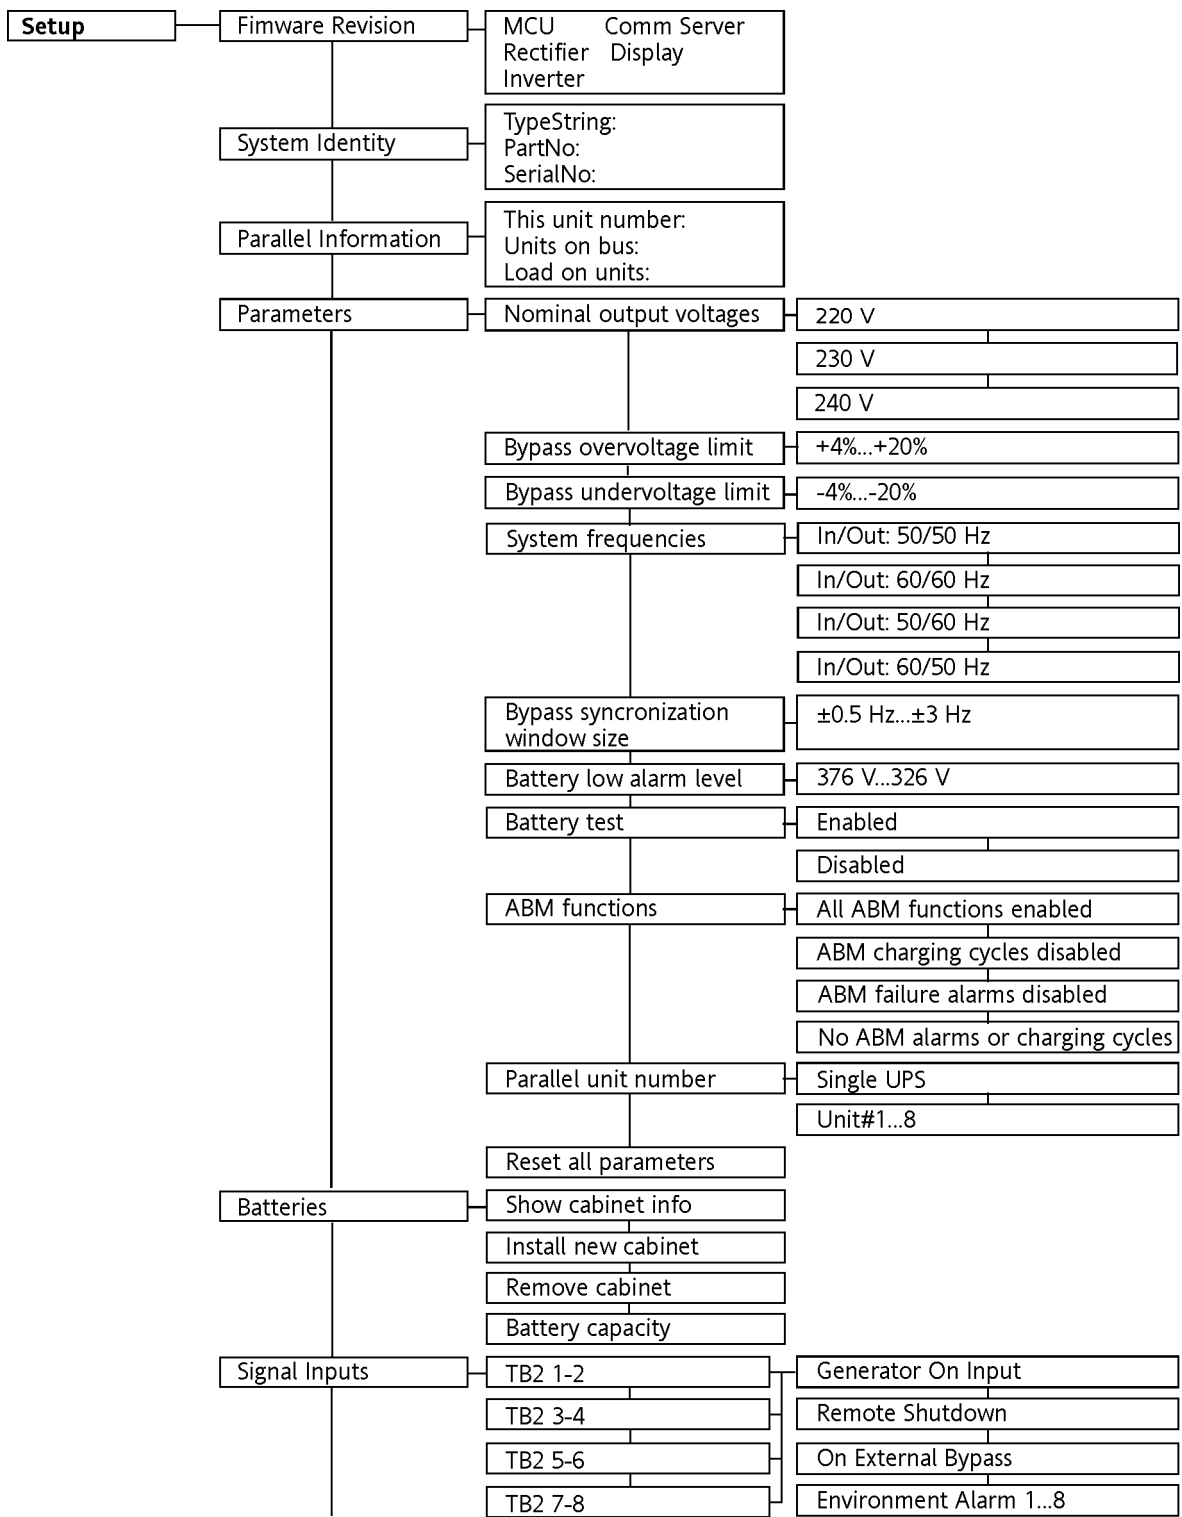 Setup
Fimware Revision
MCU Comm Server
Rectifier Display
Inverter
System Identity
TypeString:
PartNo:
SerialNo:
Parallel Information
This unit number:
Units on bus:
Load on units:
Parameters
Nominal output voltages
220 V
230 V
240 V
Bypass overvoltage limit
+4%...+20%
Bypass undervoltage limit
-4%...-20%
System frequencies
In/Out: 50/50 Hz
In/Out: 60/60 Hz
In/Out: 50/60 Hz
In/Out: 60/50 Hz
Bypass syncronization
window size
±0.5 Hz...±3 Hz
Battery low alarm level
376 V...326 V
Battery test
Enabled
Disabled
ABM functions
All ABM functions enabled
ABM charging cycles disabled
ABM failure alarms disabled
No ABM alarms or charging cycles
Parallel unit number
Single UPS
Unit#1...8
Reset all parameters
Batteries
Show cabinet info
Install new cabinet
Remove cabinet
Battery capacity
Signal Inputs
TB2 1-2
Generator On Input
TB2 3-4
Remote Shutdown
TB2 5-6
On External Bypass
TB2 7-8
Environment Alarm 1...8